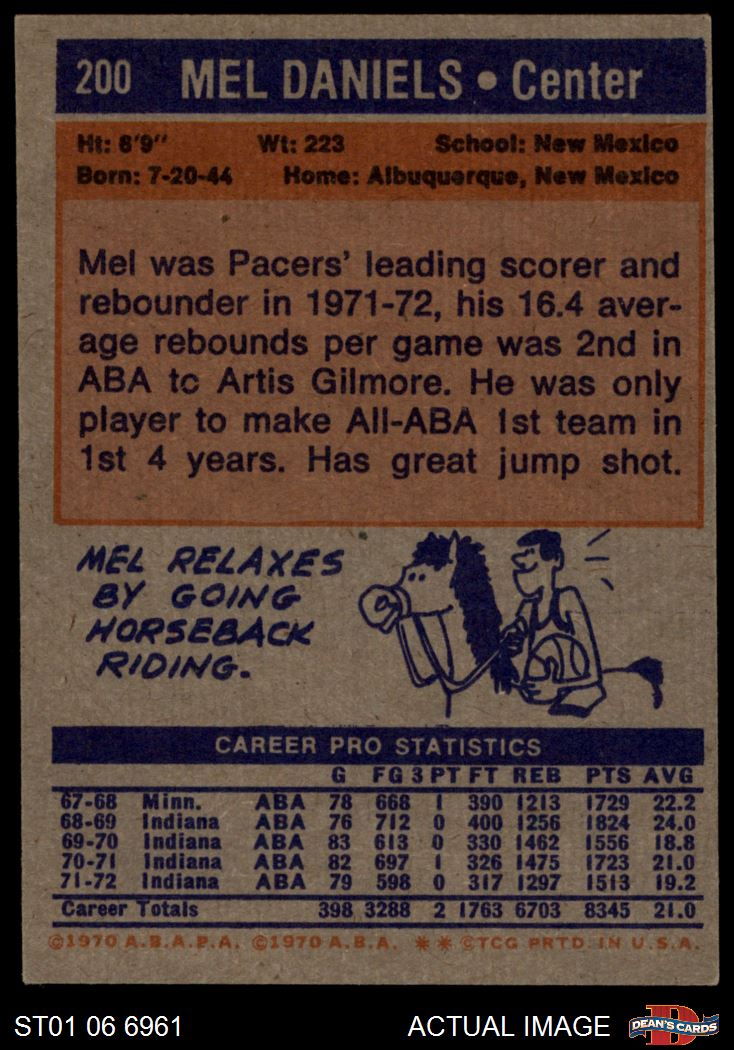 200 MEL DANIELS • Center
Ht: 6'9" Wt: 223 School: New Mexico
Born: 7-20-44 Home: Albuquerque, New Mexico
Mel was Pacers' leading scorer and
rebounder in 1971-72, his 16.4 aver-
age rebounds per game was 2nd in
ABA to Artis Gilmore. He was only
player to make All-ABA 1st team in
1st 4 years. Has great jump shot.
MEL RELAXES
BY GOING
HORSEBACK
RIDING.
CAREER PRO STATISTICS
G FG 3PT FT REB PTS AVG
67-68 Minn. ABA 78 668 1 390 1213 1729 22.2
68-69 Indiana ABA 76 712 0 400 1256 1824 24.0
69-70 Indiana ABA 83 613 0 330 1462 1556 18.8
70-71 Indiana ABA 82 697 1 326 1475 1723 21.0
71-72 Indiana ABA 79 598 0 317 1297 1513 19.2
Career Totals 398 3288 2 1763 6703 8345 21.0
©1970 A.B.A.P.A. ©1970 A.B.A. ** ©TCG PRTD. IN U.S.A.
ST01 06 6961 ACTUAL IMAGE DEAN'S CARDS